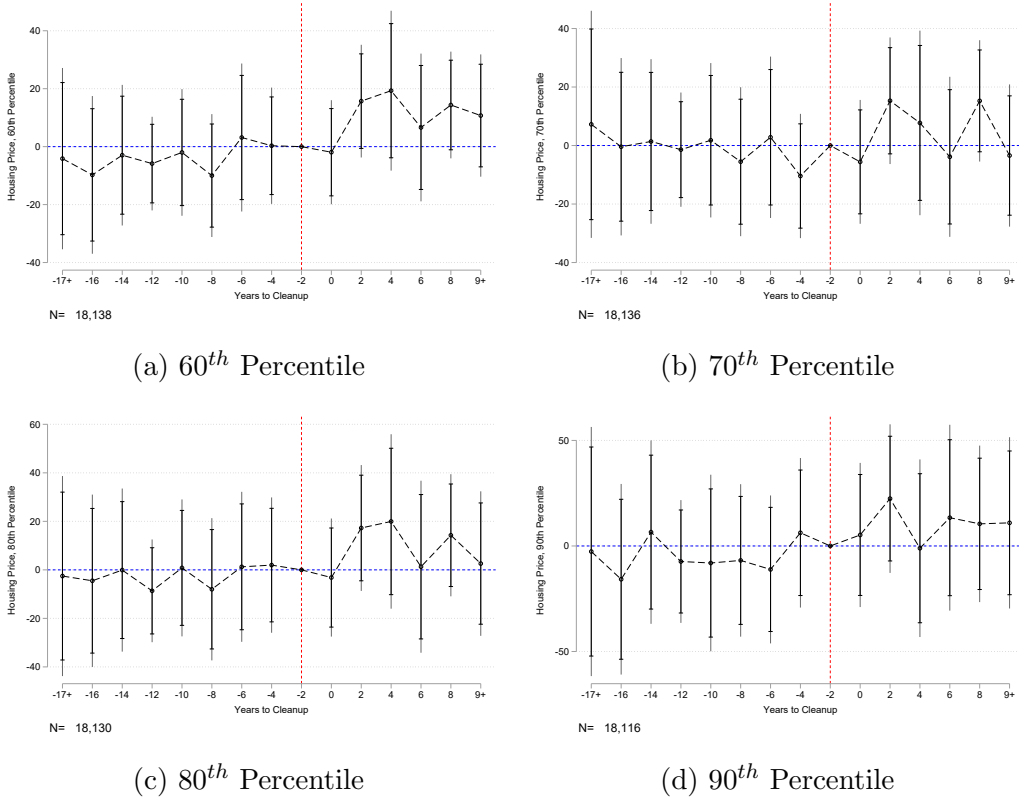 Housing Price, 60th Percentile
40
20
0
-20
-40
-17+ -16 -14 -12 -10 -8 -6 -4 -2 0 2 4 6 8 9+
Years to Cleanup
N= 18,138
(a) 60th Percentile
Housing Price, 70th Percentile
40
20
0
-20
-40
-17+ -16 -14 -12 -10 -8 -6 -4 -2 0 2 4 6 8 9+
Years to Cleanup
N= 18,136
(b) 70th Percentile
Housing Price, 80th Percentile
60
40
20
0
-20
-40
-17+ -16 -14 -12 -10 -8 -6 -4 -2 0 2 4 6 8 9+
Years to Cleanup
N= 18,130
(c) 80th Percentile
Housing Price, 90th Percentile
50
0
-50
-17+ -16 -14 -12 -10 -8 -6 -4 -2 0 2 4 6 8 9+
Years to Cleanup
N= 18,116
(d) 90th Percentile